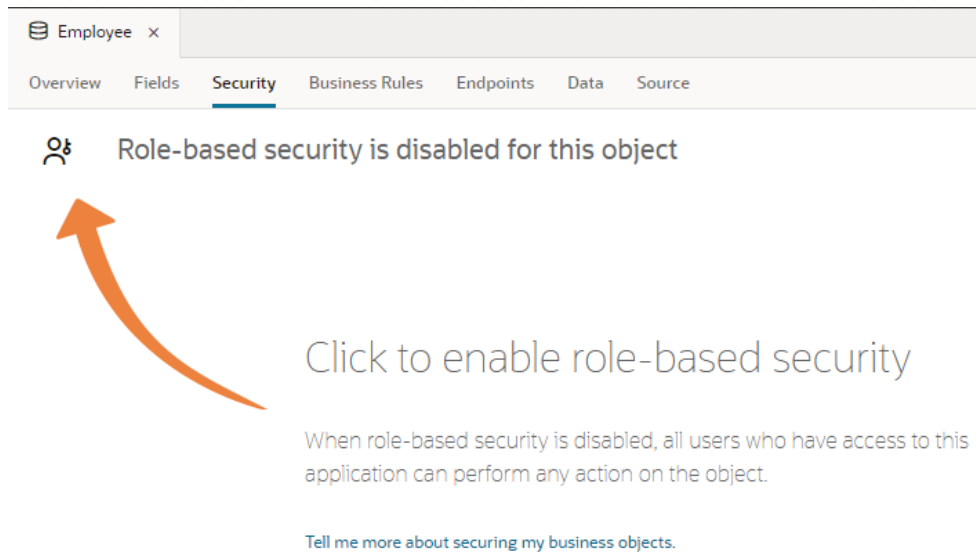 Employee ×
Overview Fields Security Business Rules Endpoints Data Source
Role-based security is disabled for this object
Click to enable role-based security
When role-based security is disabled, all users who have access to this
application can perform any action on the object.
Tell me more about securing my business objects.